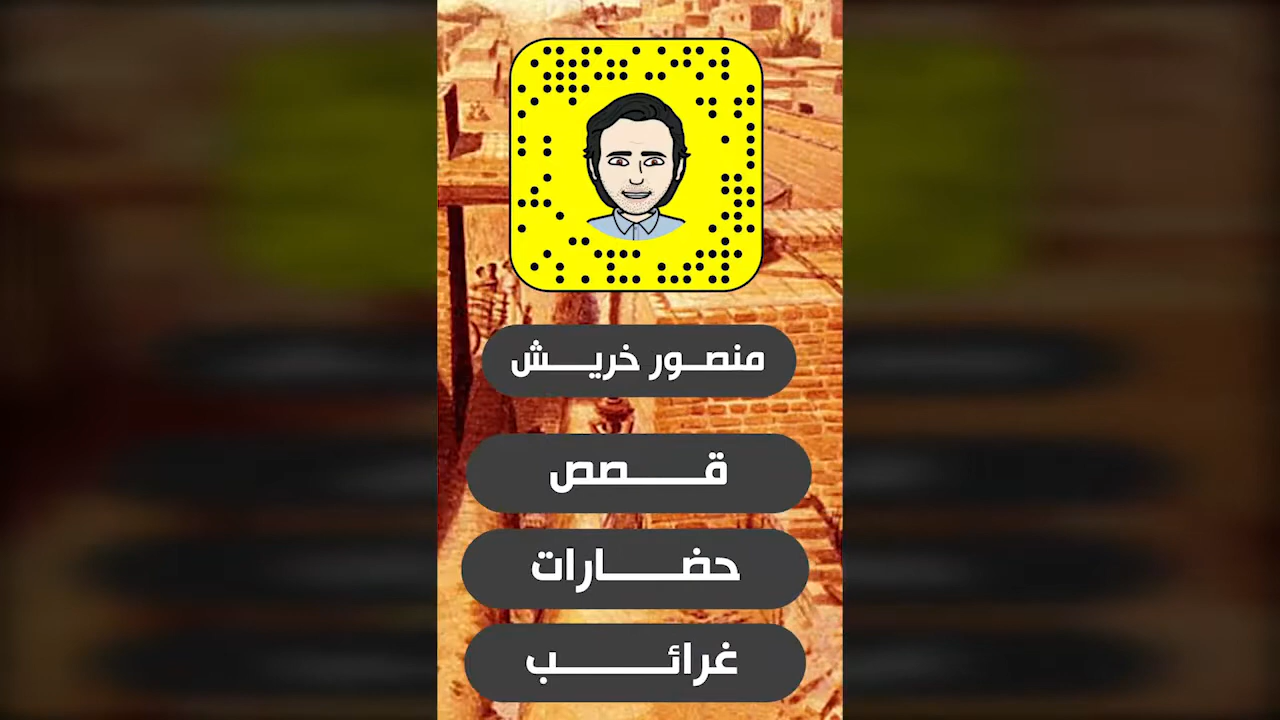 منصور خريش
قصص
حضارات
غرائب